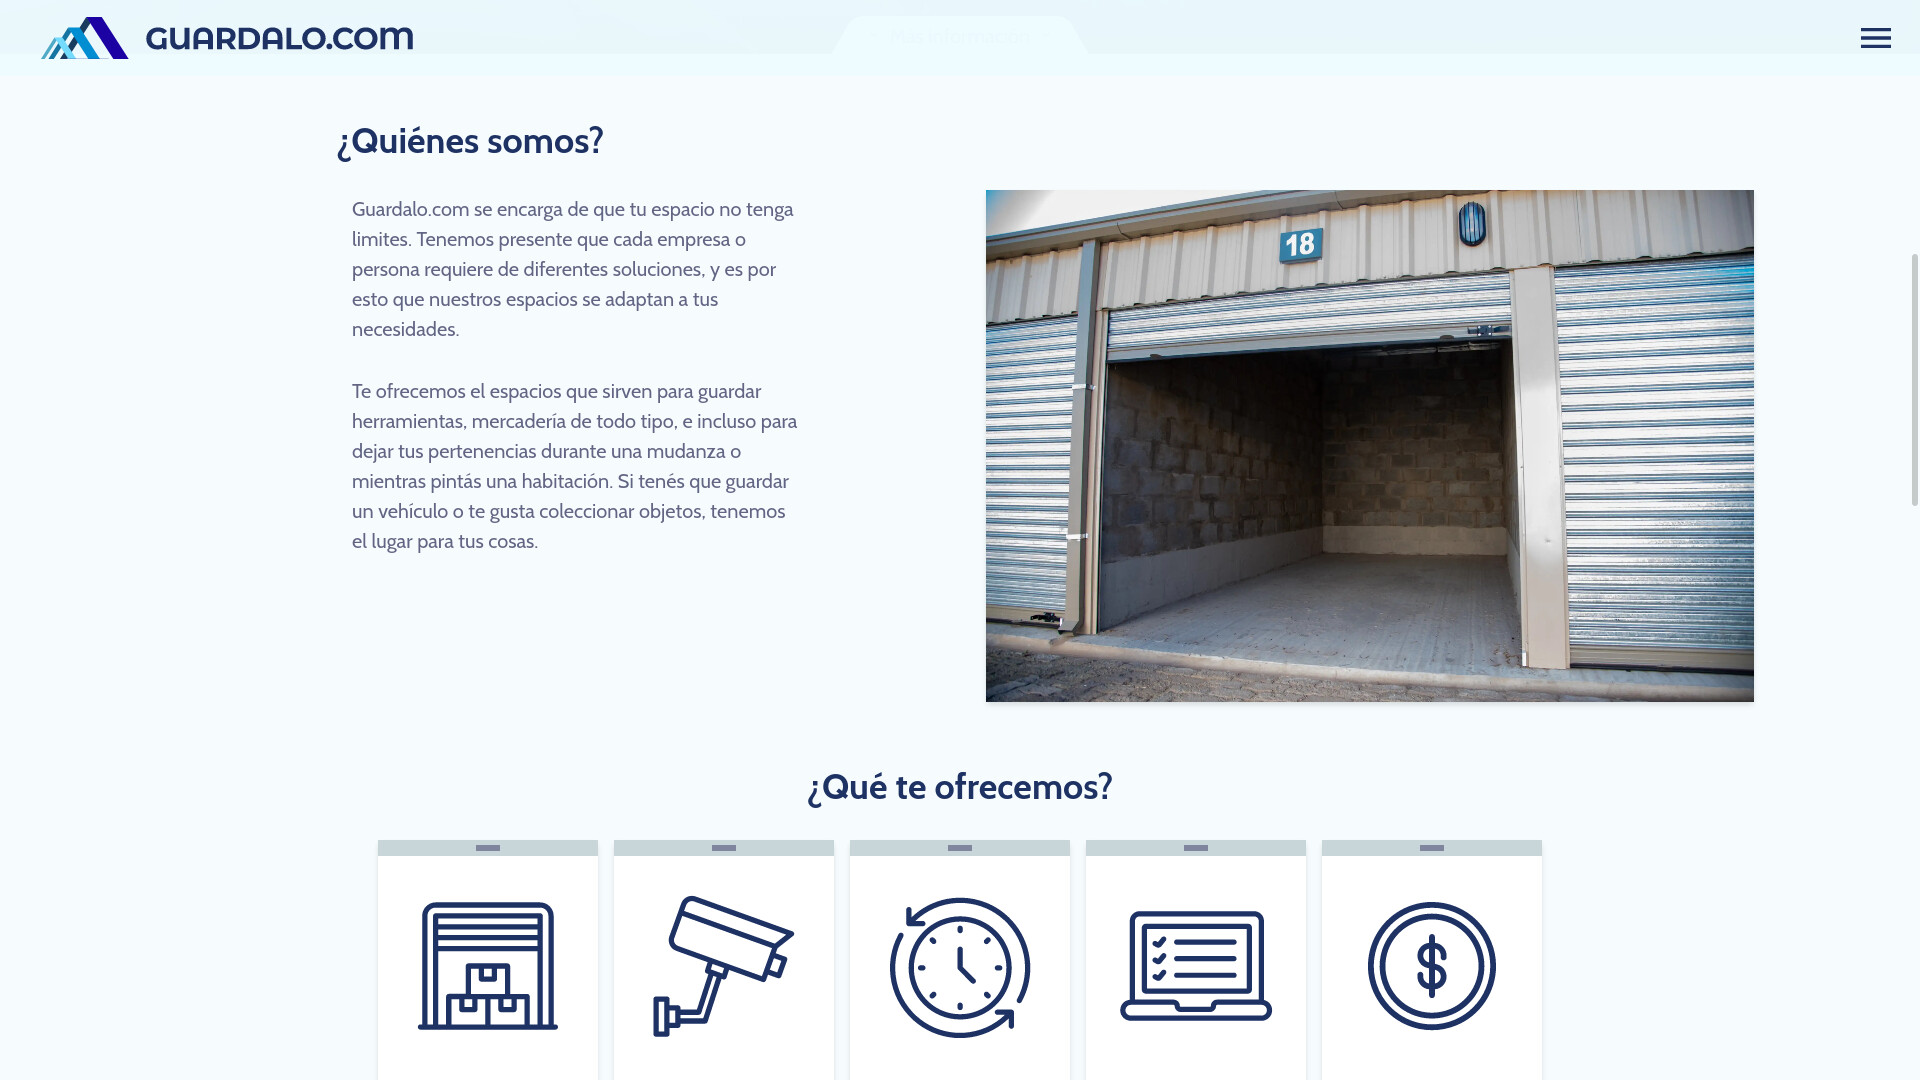 GUARDALO.COM
¿Quiénes somos?
Guardalo.com se encarga de que tu espacio no tenga
limites. Tenemos presente que cada empresa o
persona requiere de diferentes soluciones, y es por
esto que nuestros espacios se adaptan a tus
necesidades.
Te ofrecemos el espacios que sirven para guardar
herramientas, mercadería de todo tipo, e incluso para
dejar tus pertenencias durante una mudanza o
mientras pintás una habitación. Si tenés que guardar
un vehículo o te gusta coleccionar objetos, tenemos
el lugar para tus cosas.
18
¿Qué te ofrecemos?
$